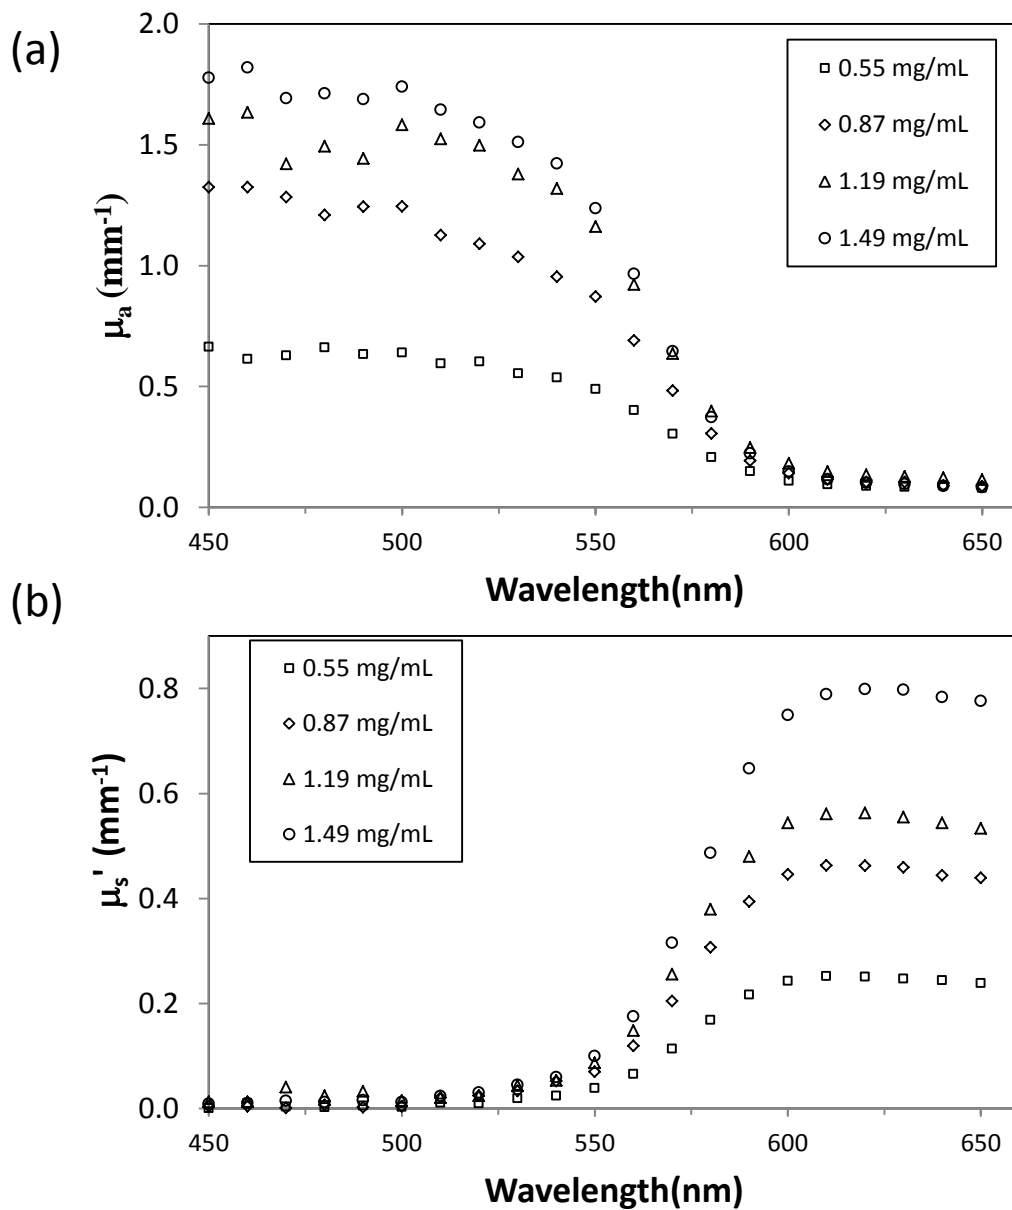 (a)
2.0
1.5
1.0
0.5
0.0
μa (mm-1)
0.55 mg/mL
0.87 mg/mL
1.19 mg/mL
1.49 mg/mL
450 500 550 600 650
Wavelength(nm)
(b)
0.8
0.6
0.4
0.2
0.0
μs' (mm-1)
0.55 mg/mL
0.87 mg/mL
1.19 mg/mL
1.49 mg/mL
450 500 550 600 650
Wavelength(nm)